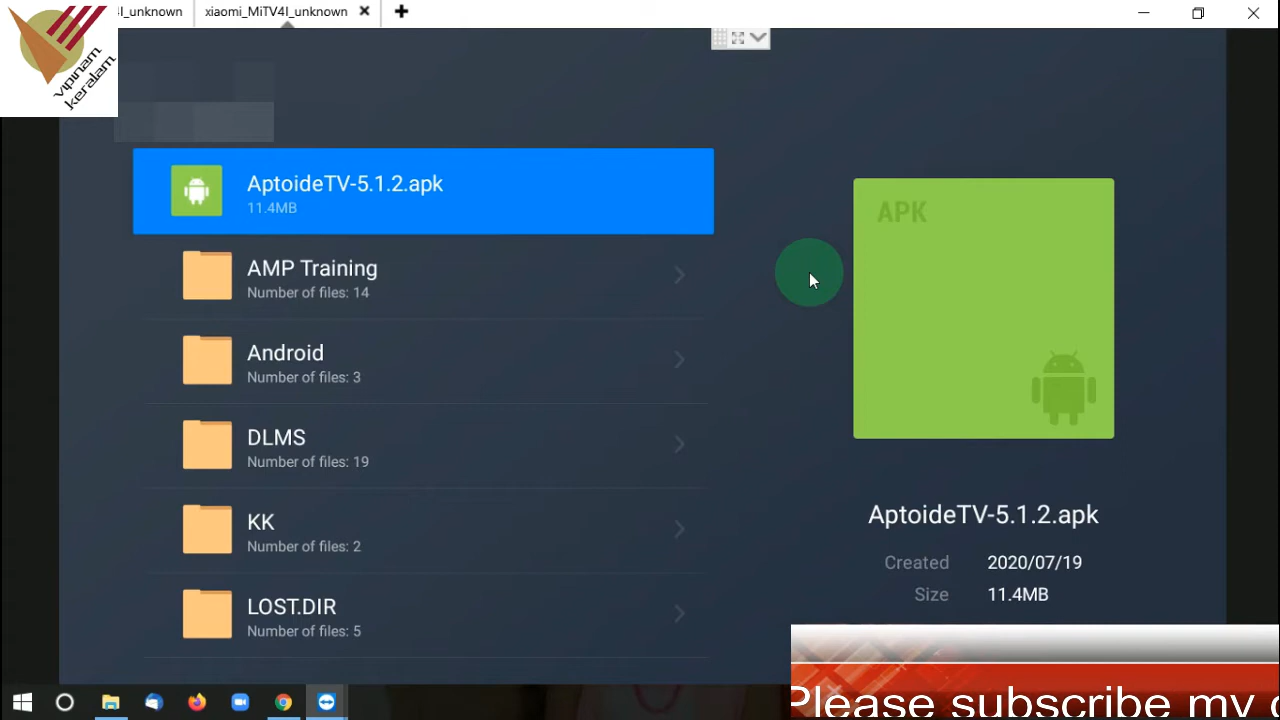 4I_unknown
xiaomi_MiTV4I_unknown
vipinam
keralam
AptoideTV-5.1.2.apk
11.4MB
AMP Training
Number of files: 14
Android
Number of files: 3
DLMS
Number of files: 19
KK
Number of files: 2
LOST.DIR
Number of files: 5
APK
AptoideTV-5.1.2.apk
Created 2020/07/19
Size 11.4MB
Please subscribe my